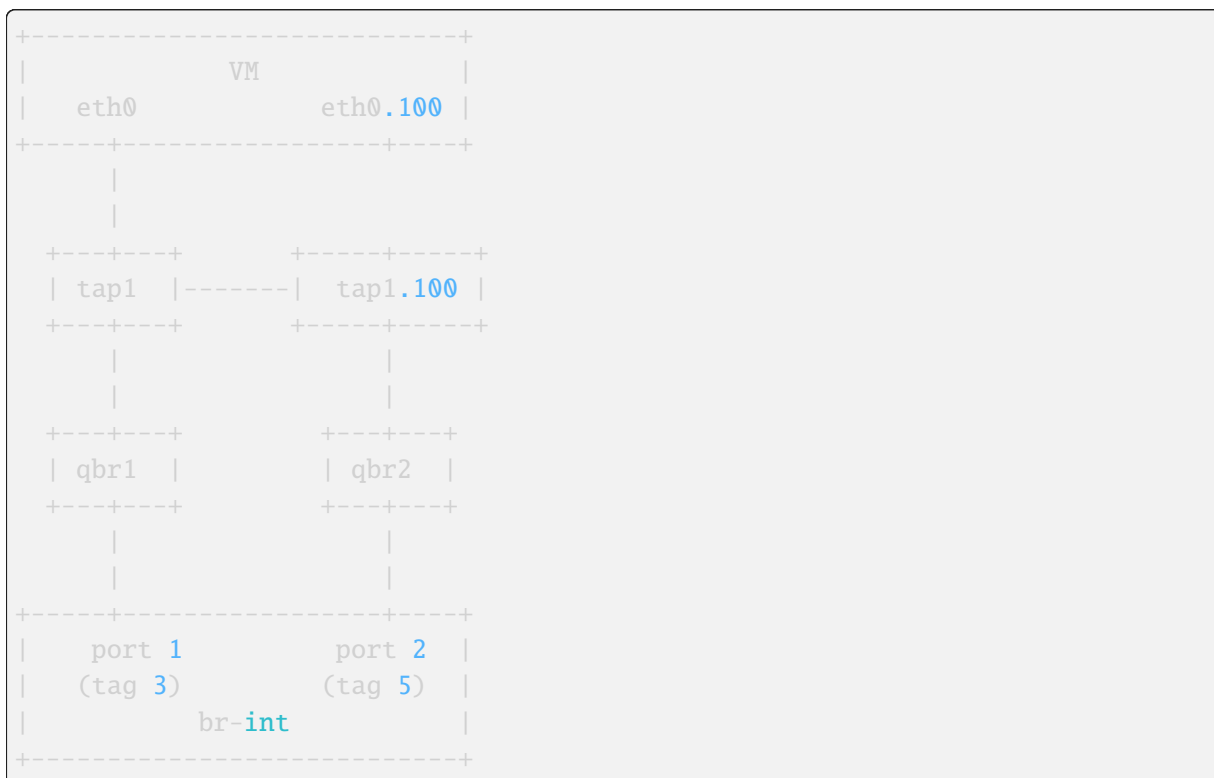 +----------------------------+
|             VM             |
|   eth0            eth0.100 |
+-----+-----------------+----+
      |
      |
  +---+---+       +-----+-----+
  | tap1  |-------|  tap1.100 |
  +---+---+       +-----+-----+
      |                 |
      |                 |
  +---+---+         +---+---+
  | qbr1  |         | qbr2  |
  +---+---+         +---+---+
      |                 |
      |                 |
+-----+-----------------+----+
|    port 1          port 2  |
|   (tag 3)         (tag 5)  |
|           br-int           |
+----------------------------+